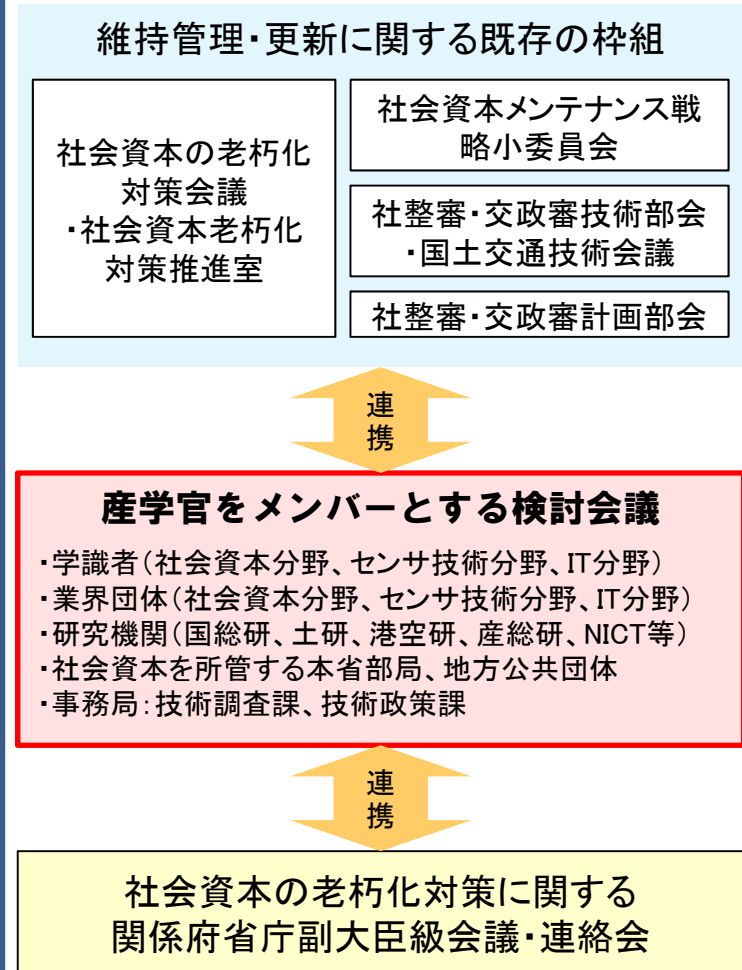 維持管理・更新に関する既存の枠組
社会資本の老朽化
対策会議
・社会資本老朽化
対策推進室
社会資本メンテナンス戦
略小委員会
社整審・交政審技術部会
・国土交通技術会議
社整審・交政審計画部会
連
携
産学官をメンバーとする検討会議
・学識者（社会資本分野、センサ技術分野、IT分野）
・業界団体（社会資本分野、センサ技術分野、IT分野）
・研究機関（国総研、土研、港空研、産総研、NICT等）
・社会資本を所管する本省部局、地方公共団体
・事務局：技術調査課、技術政策課
連
携
社会資本の老朽化対策に関する
関係府省庁副大臣級会議・連絡会